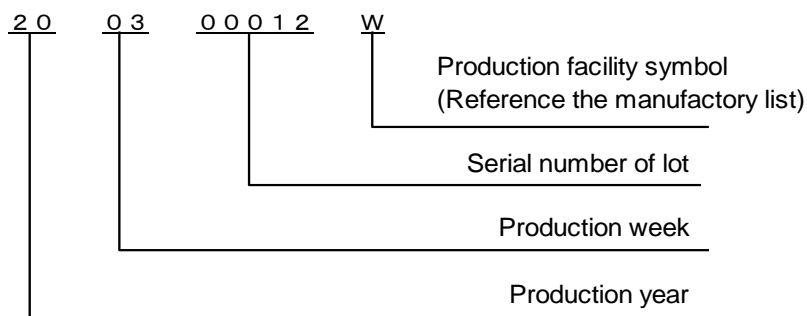 ２０ ０３ ０００１２ Ｗ
Production facility symbol
(Reference the manufactory list)
Serial number of lot
Production week
Production year